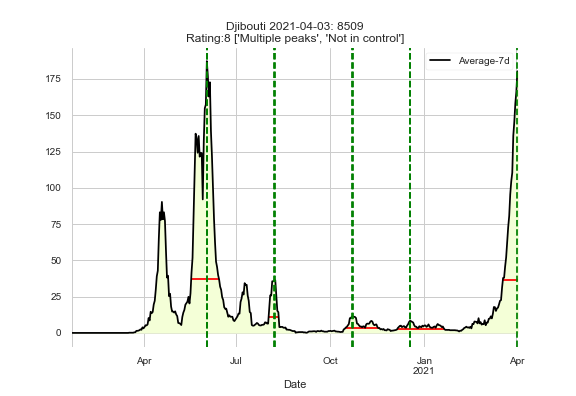 Djibouti 2021-04-03: 8509
Rating:8 ['Multiple peaks', 'Not in control']
Average-7d
175
150
125
100
75
50
25
0
Apr Jul Oct Jan Apr
2021
Date